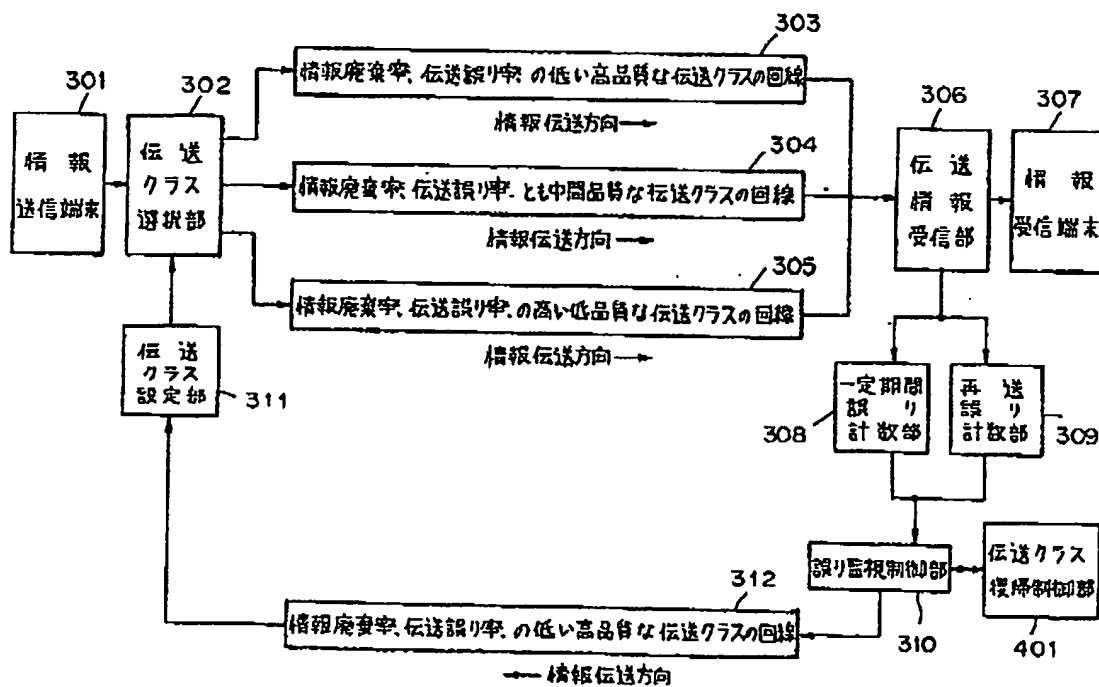 303
情報廃棄率、伝送誤り率、の低い高品質な伝送クラスの回線
情報伝送方向
301
情報
送信端末
302
伝送
クラス
選択部
304
情報廃棄率、伝送誤り率、とも中間品質な伝送クラスの回線
情報伝送方向
305
情報廃棄率、伝送誤り率、の高い低品質な伝送クラスの回線
情報伝送方向
306
伝送
情報
受信部
307
情報
受信端末
伝送
クラス
設定部
311
一定期間
誤り
計数部
308
再送
誤り
計数部
309
誤り監視制御部
310
伝送クラス
復帰制御部
401
312
情報廃棄率、伝送誤り率、の低い高品質な伝送クラスの回線
情報伝送方向